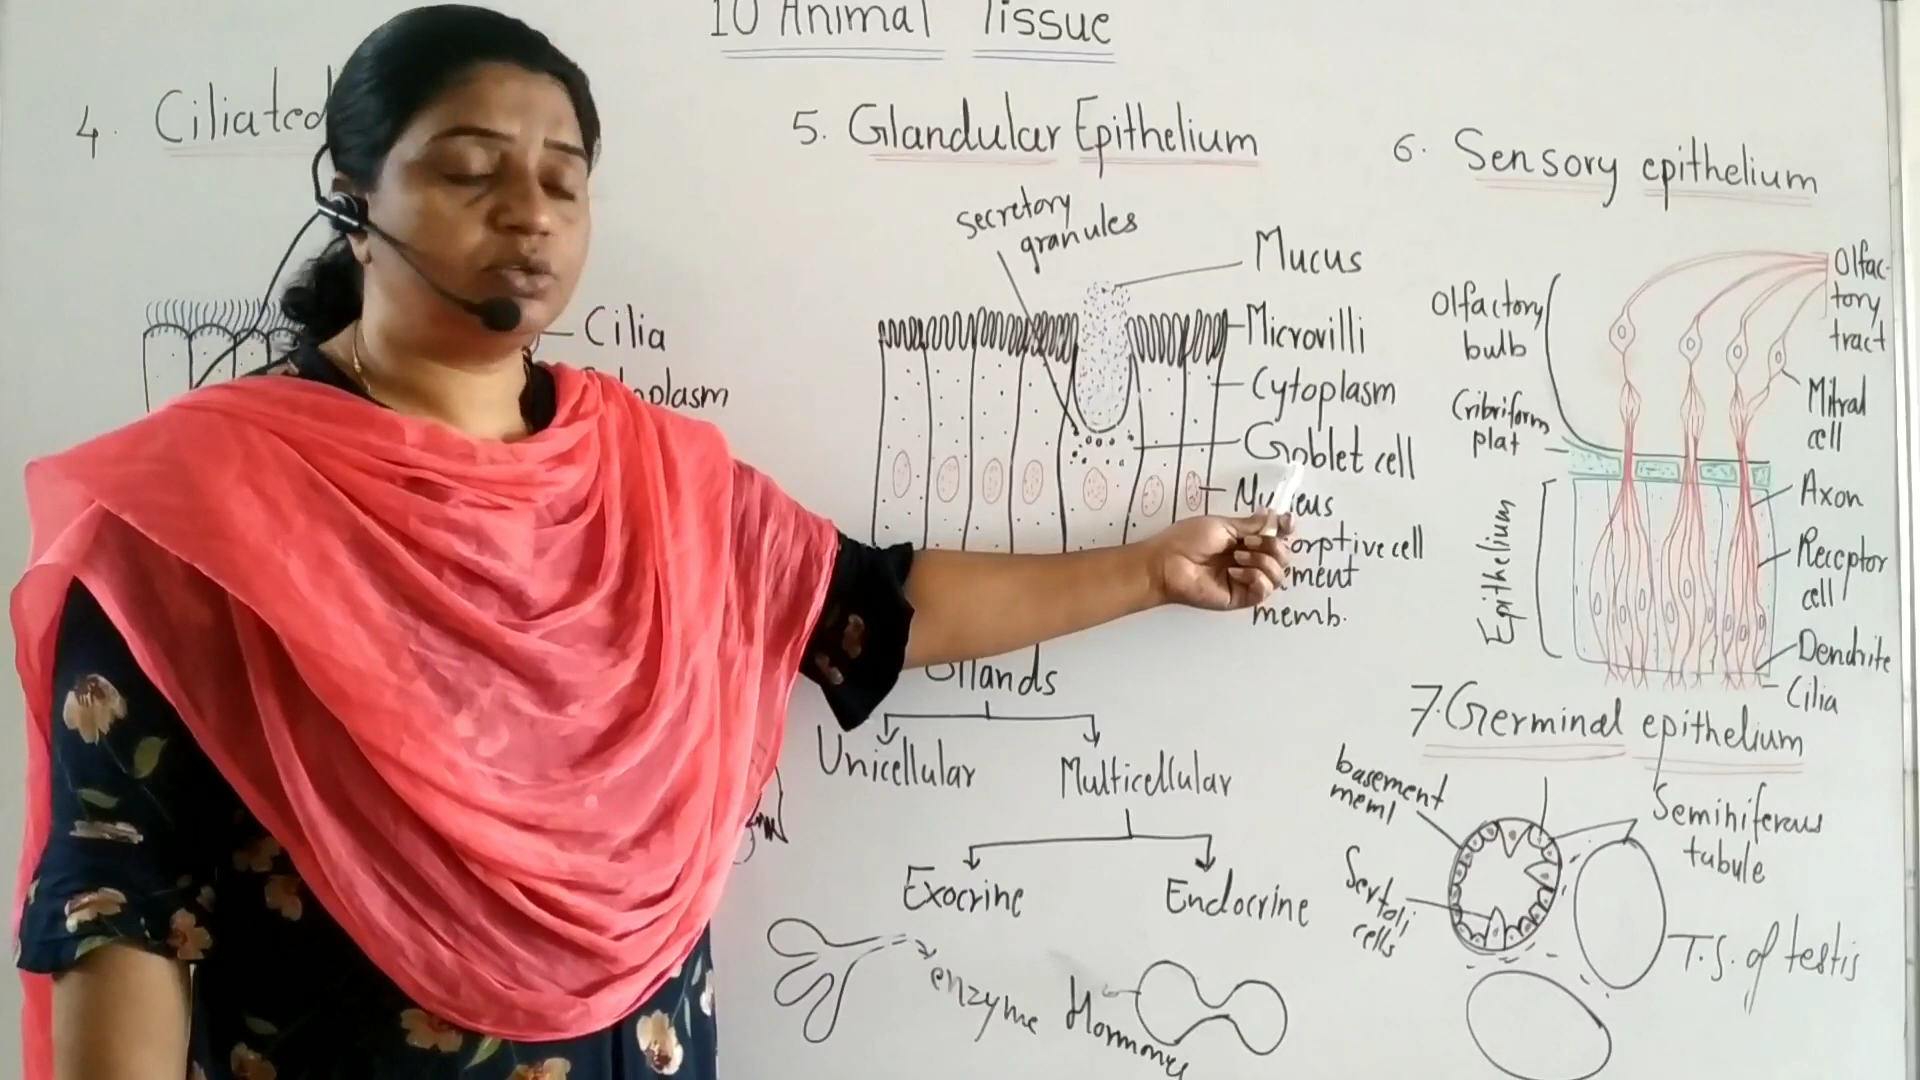 10 Animal Tissue
4. Ciliated
Cilia
5. Glandular Epithelium
secretory
granules
Mucus
Microvilli
Cytoplasm
Goblet cell
memb.
Glands
Unicellular
Multicellular
Exocrine
Endocrine
enzyme
Hormones
6. Sensory epithelium
Olfactory
bulb
Cribriform
plat
Epithelium
Olfac-
tory
tract
Mitral
cell
Axon
Receptor
cell
Dendrite
Cilia
7. Germinal epithelium
basement
Sertoli
cells
Seminiferous
tubule
T.S. of testis